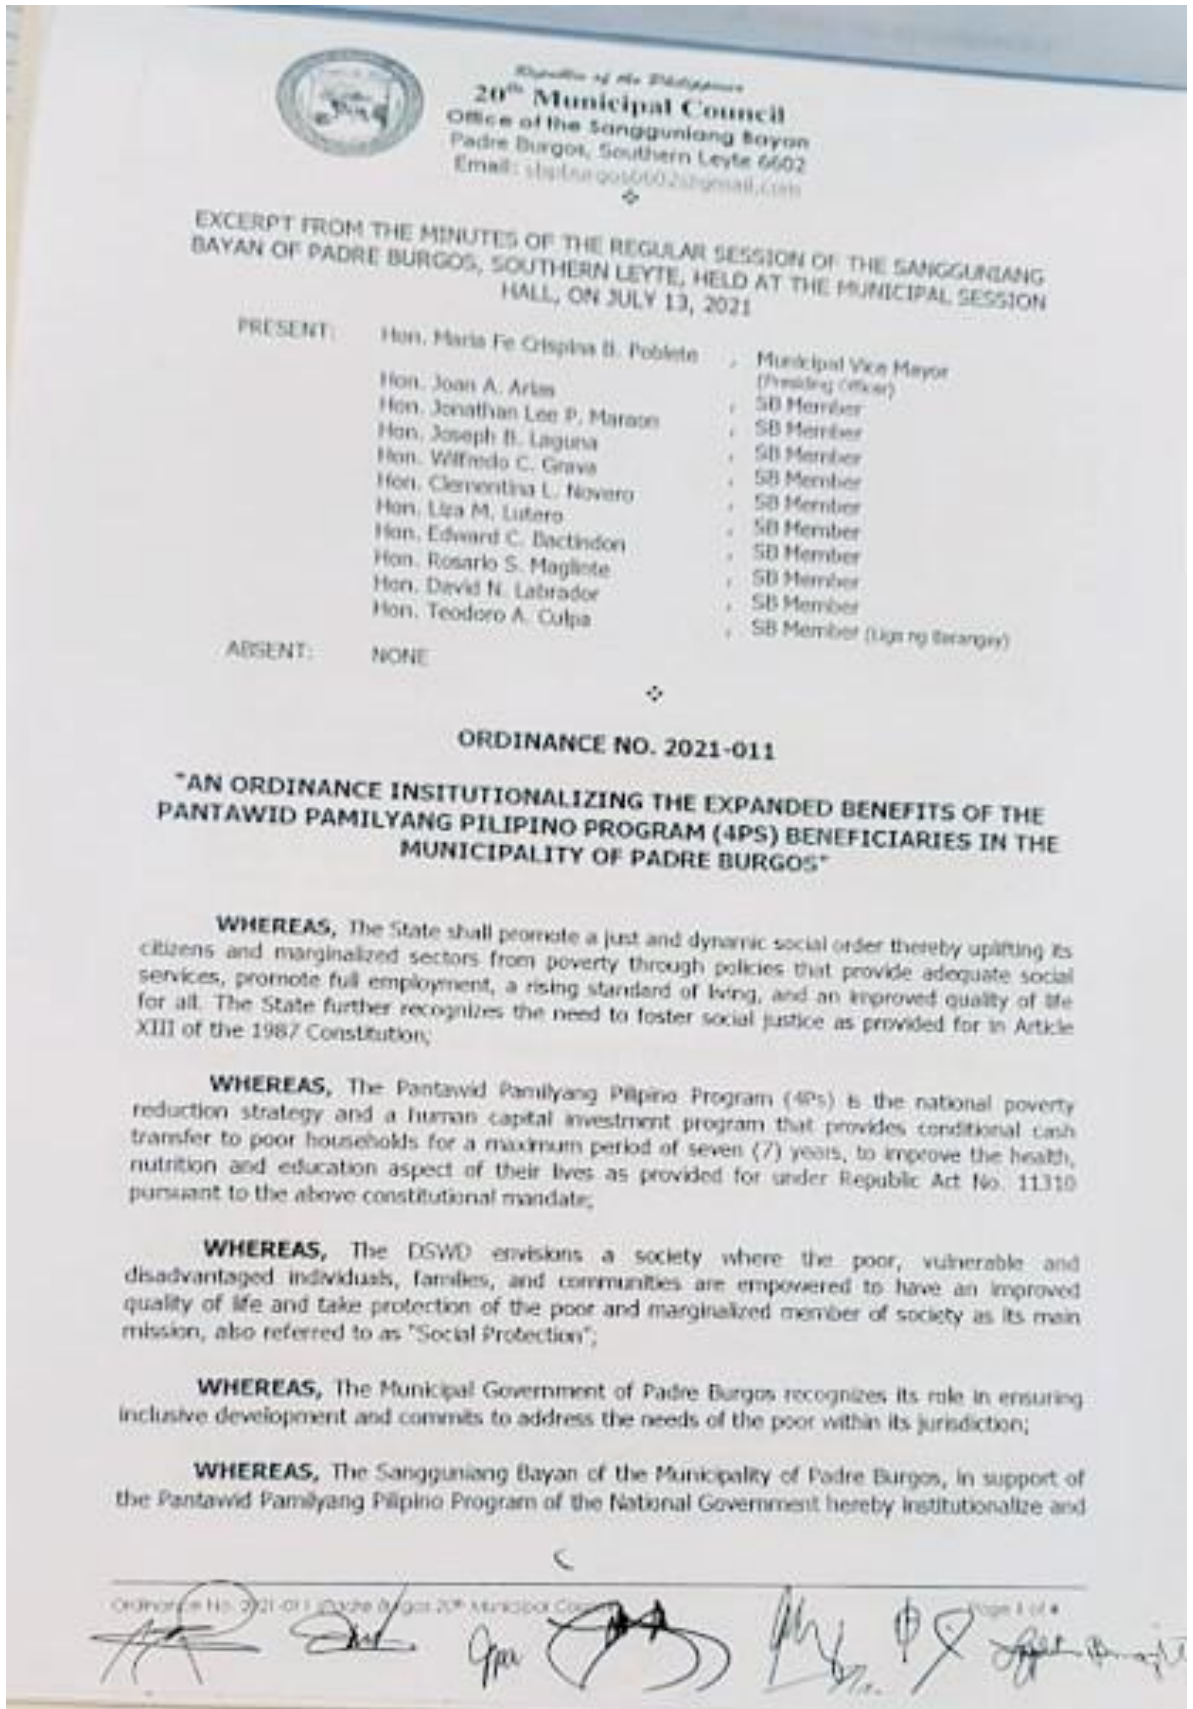 Republic of the Philippines
20th Municipal Council
Office of the Sangguniang Bayan
Padre Burgos, Southern Leyte 6602
Email:
EXCERPT FROM THE MINUTES OF THE REGULAR SESSION OF THE SANGGUNIANG
BAYAN OF PADRE BURGOS, SOUTHERN LEYTE, HELD AT THE MUNICIPAL SESSION
HALL, ON JULY 13, 2021
PRESENT: Hon. Maria Fe Crispina B. Poblete , Municipal Vice Mayor
(Presiding Officer)
Hon. Joan A. Arias , SB Member
Hon. Jonathan Lee P. Maraon , SB Member
Hon. Joseph B. Laguna , SB Member
Hon. Wilfredo C. Grava , SB Member
Hon. Clementina L. Novero , SB Member
Hon. Liza M. Lutero , SB Member
Hon. Edward C. Bactindon , SB Member
Hon. Rosario S. Magliote , SB Member
Hon. David N. Labrador , SB Member
Hon. Teodoro A. Culpa , SB Member (Liga ng Barangay)
ABSENT: NONE
ORDINANCE NO. 2021-011
"AN ORDINANCE INSITUTIONALIZING THE EXPANDED BENEFITS OF THE
PANTAWID PAMILYANG PILIPINO PROGRAM (4PS) BENEFICIARIES IN THE
MUNICIPALITY OF PADRE BURGOS"
WHEREAS, The State shall promote a just and dynamic social order thereby uplifting its
citizens and marginalized sectors from poverty through policies that provide adequate social
services, promote full employment, a rising standard of living, and an improved quality of life
for all. The State further recognizes the need to foster social justice as provided for in Article
XIII of the 1987 Constitution;
WHEREAS, The Pantawid Pamilyang Pilipino Program (4Ps) is the national poverty
reduction strategy and a human capital investment program that provides conditional cash
transfer to poor households for a maximum period of seven (7) years, to improve the health,
nutrition and education aspect of their lives as provided for under Republic Act No. 11310
pursuant to the above constitutional mandate;
WHEREAS, The DSWD envisions a society where the poor, vulnerable and
disadvantaged individuals, families, and communities are empowered to have an improved
quality of life and take protection of the poor and marginalized member of society as its main
mission, also referred to as "Social Protection";
WHEREAS, The Municipal Government of Padre Burgos recognizes its role in ensuring
inclusive development and commits to address the needs of the poor within its jurisdiction;
WHEREAS, The Sangguniang Bayan of the Municipality of Padre Burgos, in support of
the Pantawid Pamilyang Pilipino Program of the National Government hereby institutionalize and
Ordinance No. 2021-011 Padre Burgos 20th Municipal Council Page 1 of